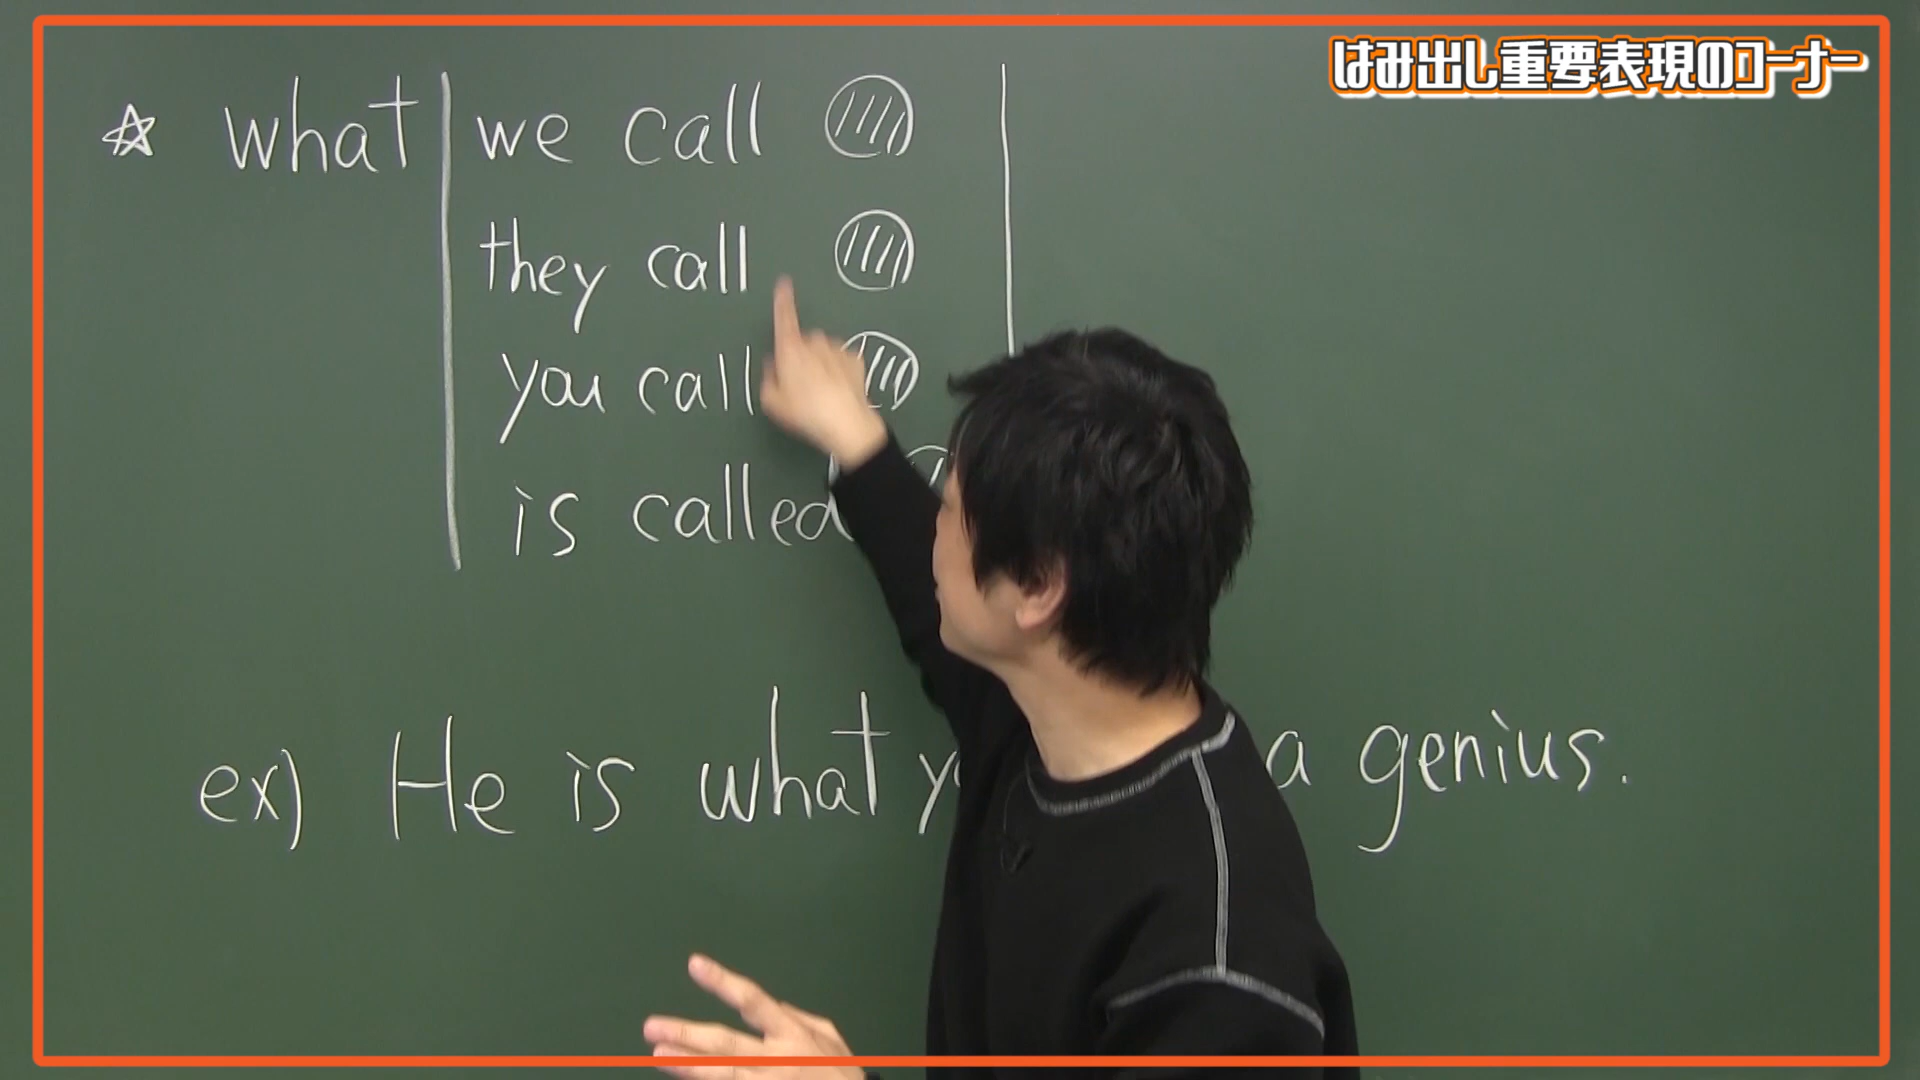 はみ出し重要表現のコーナー
☆ what we call
they call
you call
is called
ex) He is what a genius.